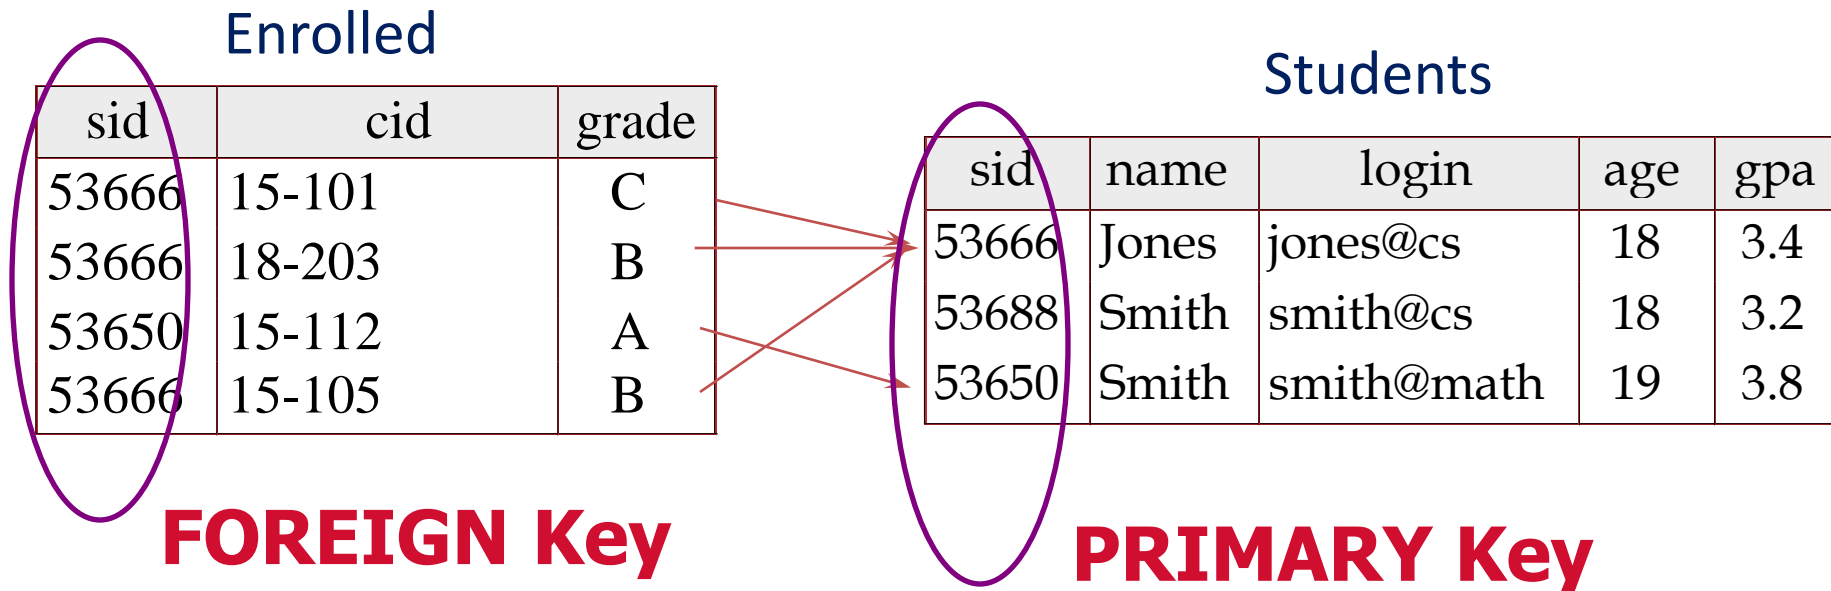 Enrolled
sid cid grade
53666 15-101 C
53666 18-203 B
53650 15-112 A
53666 15-105 B
FOREIGN Key
Students
sid name login age gpa
53666 Jones jones@cs 18 3.4
53688 Smith smith@cs 18 3.2
53650 Smith smith@math 19 3.8
PRIMARY Key